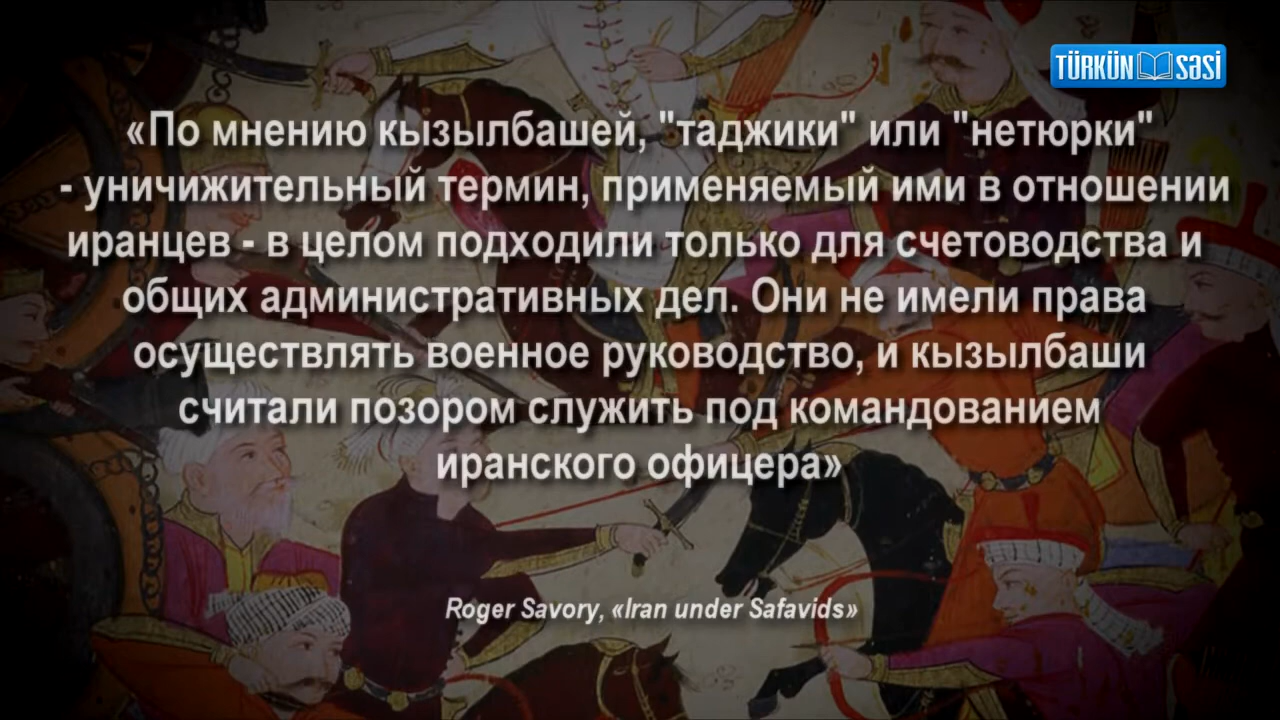 TÜRKÜN SƏSİ
«По мнению кызылбашей, "таджики" или "нетюрки"
- уничижительный термин, применяемый ими в отношении
иранцев - в целом подходили только для счетоводства и
общих административных дел. Они не имели права
осуществлять военное руководство, и кызылбаши
считали позором служить под командованием
иранского офицера»
Roger Savory, «Iran under Safavids»